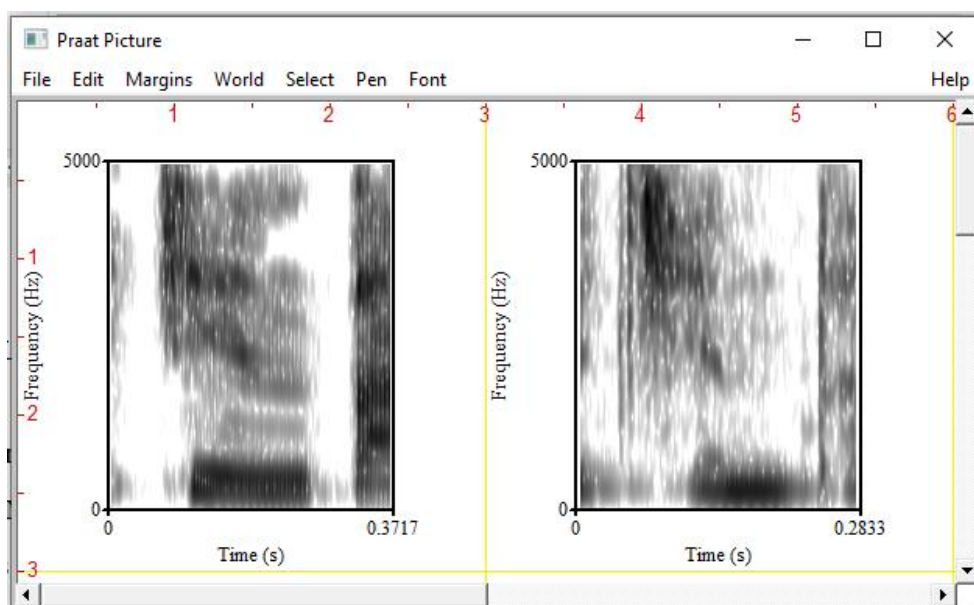 Praat Picture
File Edit Margins World Select Pen Font Help
1 2 3 4 5 6
5000 5000
1
Frequency (Hz) Frequency (Hz)
2
0 0
0 0.3717 0 0.2833
Time (s) Time (s)
3